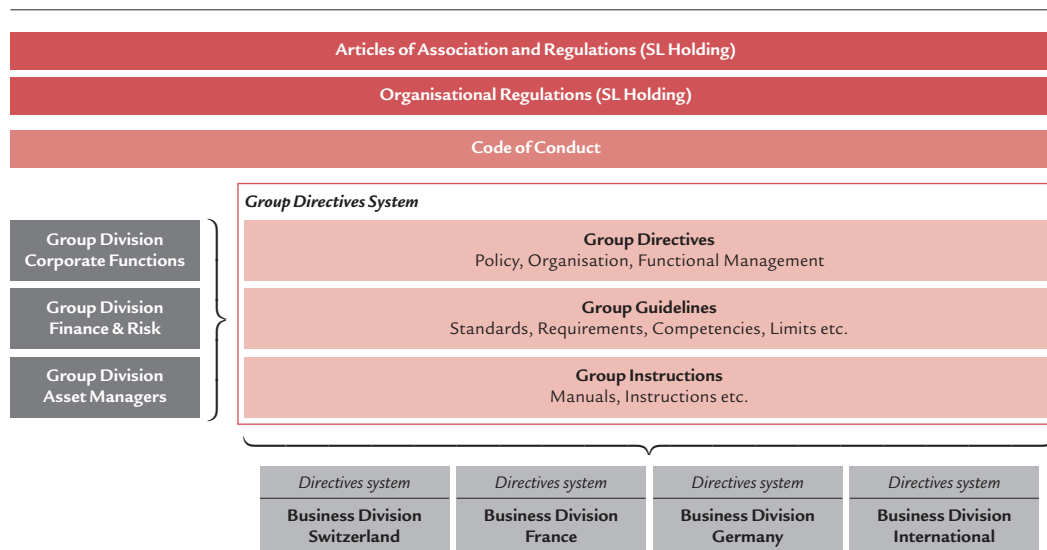 Articles of Association and Regulations (SL Holding)
Organisational Regulations (SL Holding)
Code of Conduct
Group Directives System
Group Division
Corporate Functions
Group Directives
Policy, Organisation, Functional Management
Group Division
Finance & Risk
Group Guidelines
Standards, Requirements, Competencies, Limits etc.
Group Division
Asset Managers
Group Instructions
Manuals, Instructions etc.
Directives system
Business Division
Switzerland
Directives system
Business Division
France
Directives system
Business Division
Germany
Directives system
Business Division
International